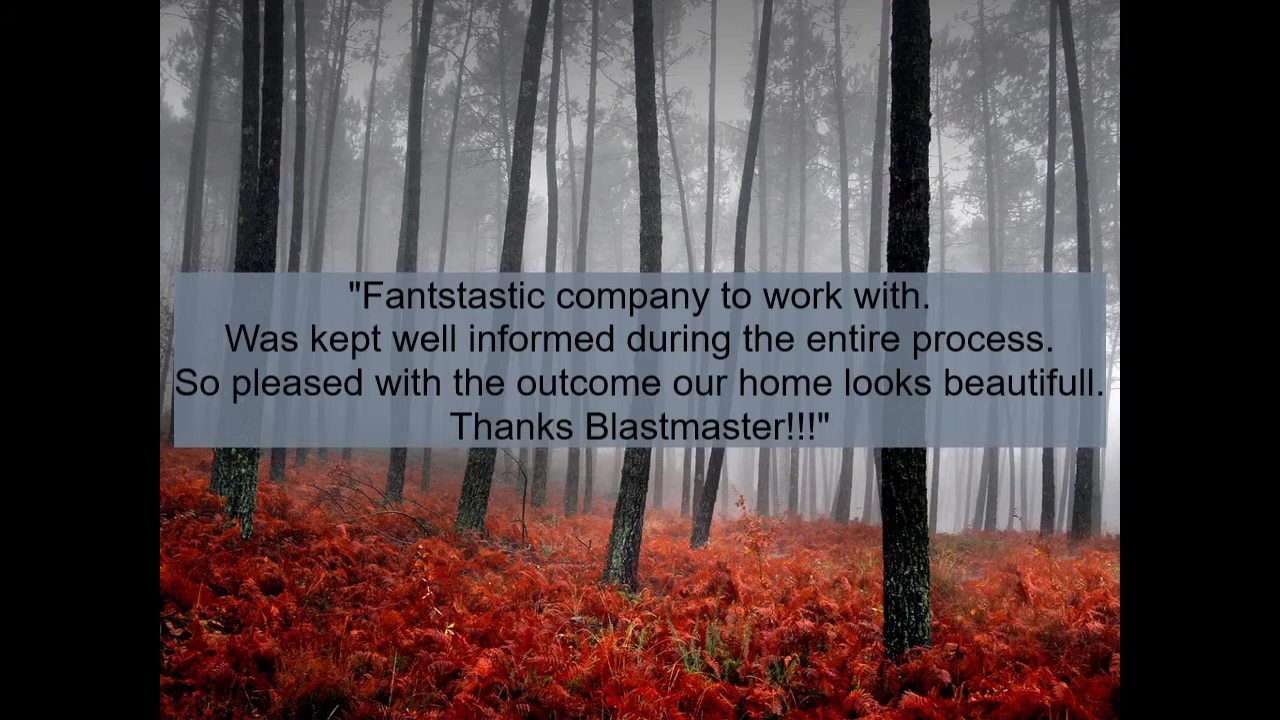 "Fantstastic company to work with.
Was kept well informed during the entire process.
So pleased with the outcome our home looks beautifull.
Thanks Blastmaster!!!"